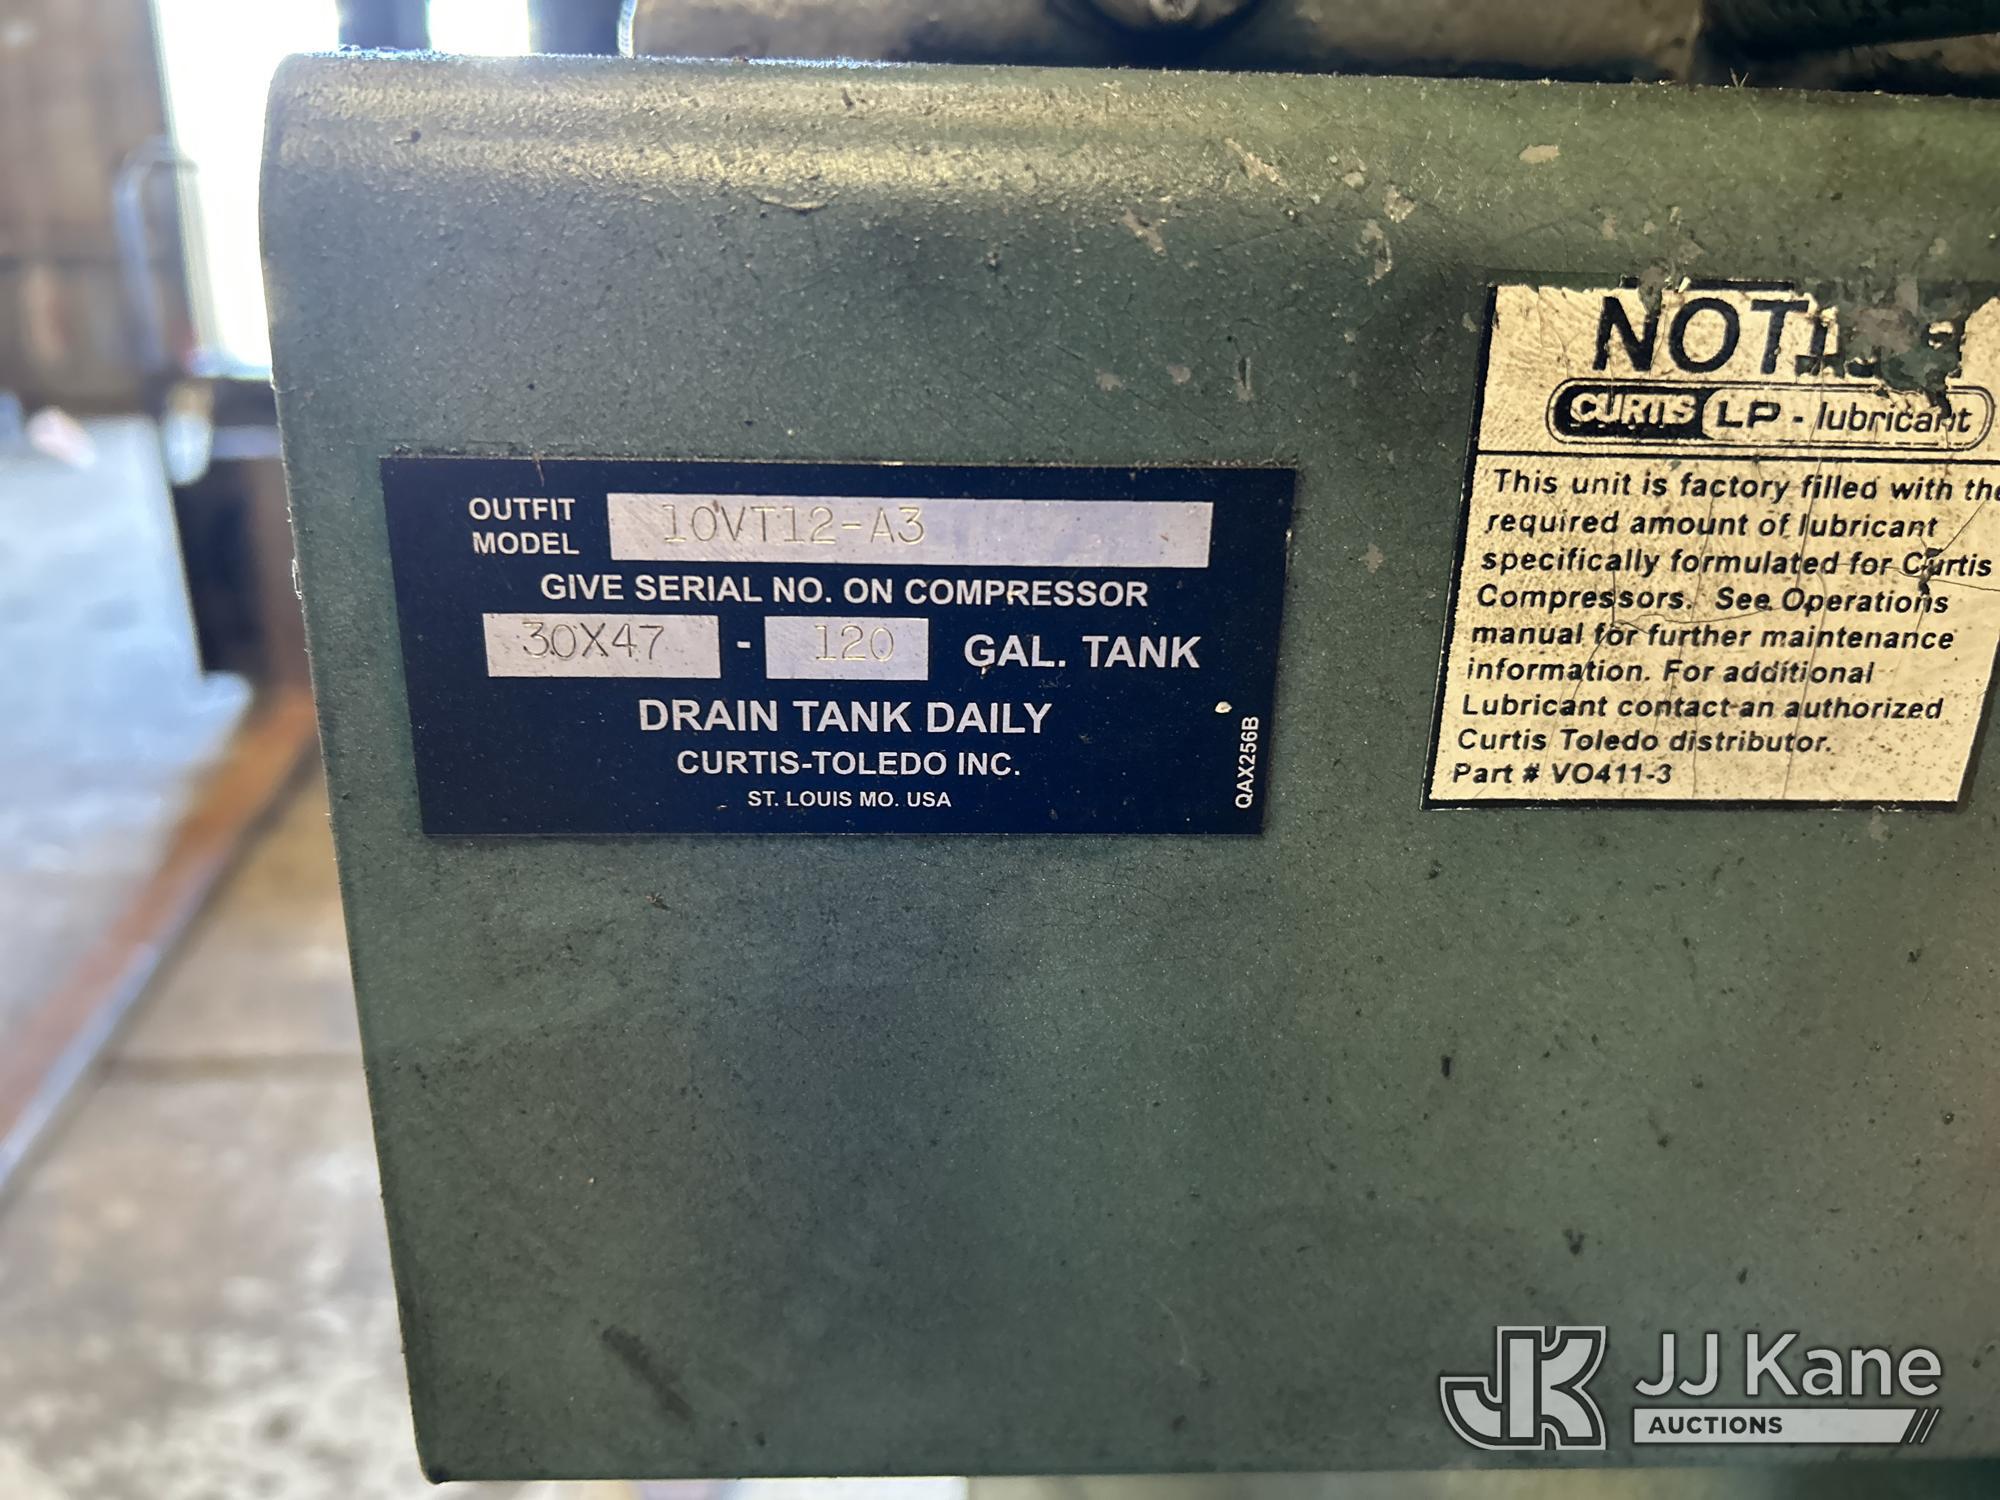 OUTFIT MODEL 10VT12-A3
GIVE SERIAL NO. ON COMPRESSOR
30X47 - 120 GAL. TANK
DRAIN TANK DAILY
CURTIS-TOLEDO INC.
ST. LOUIS MO. USA
QAX256B
CURTIS LP - lubricant
This unit is factory filled with the
required amount of lubricant
specifically formulated for Curtis
Compressors. See Operations
manual for further maintenance
information. For additional
Lubricant contact an authorized
Curtis Toledo distributor.
Part # VO411-3
JK JJ Kane
AUCTIONS